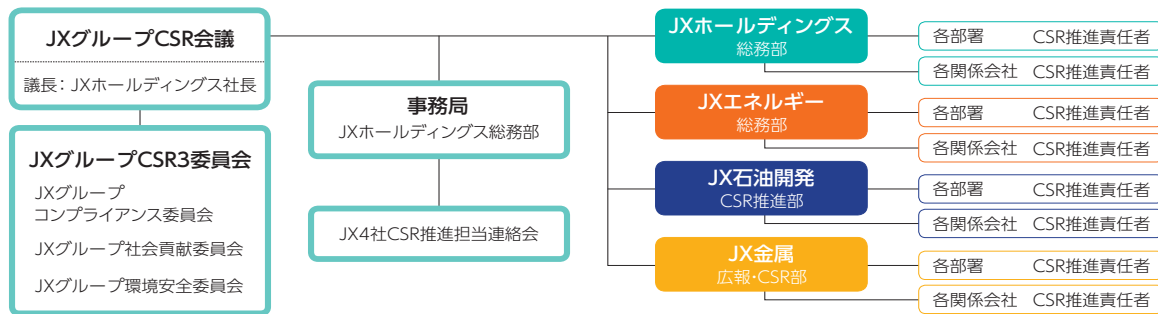 JXグループCSR会議
議長：JXホールディングス社長
JXグループCSR3委員会
JXグループ
コンプライアンス委員会
JXグループ社会貢献委員会
JXグループ環境安全委員会
事務局
JXホールディングス総務部
JX4社CSR推進担当連絡会
JXホールディングス
総務部
各部署 CSR推進責任者
各関係会社 CSR推進責任者
JXエネルギー
総務部
各部署 CSR推進責任者
各関係会社 CSR推進責任者
JX石油開発
CSR推進部
各部署 CSR推進責任者
各関係会社 CSR推進責任者
JX金属
広報・CSR部
各部署 CSR推進責任者
各関係会社 CSR推進責任者